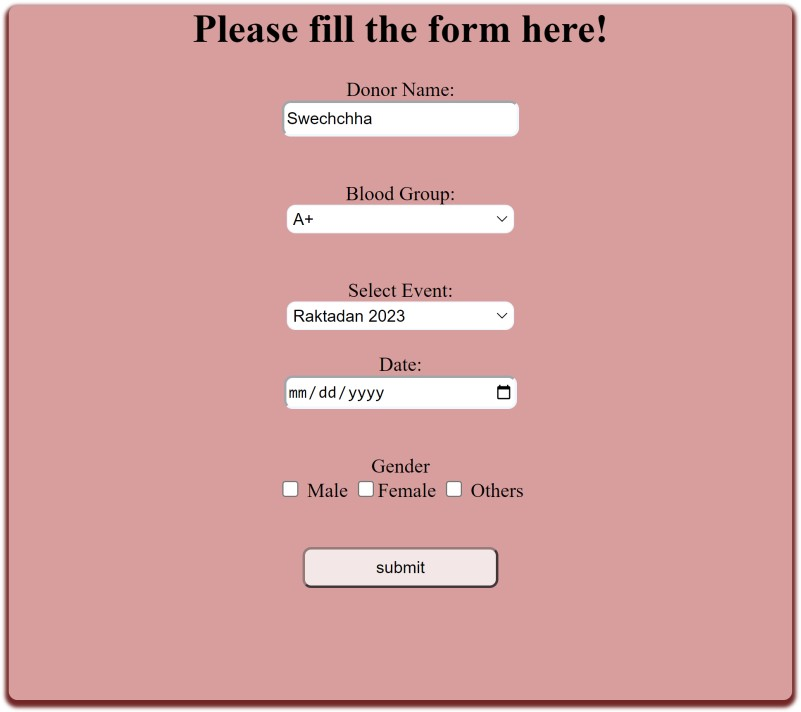 Please fill the form here!
Donor Name:
Swechchha
Blood Group:
A+
Select Event:
Raktadan 2023
Date:
mm/dd/yyyy
Gender
Male Female Others
submit